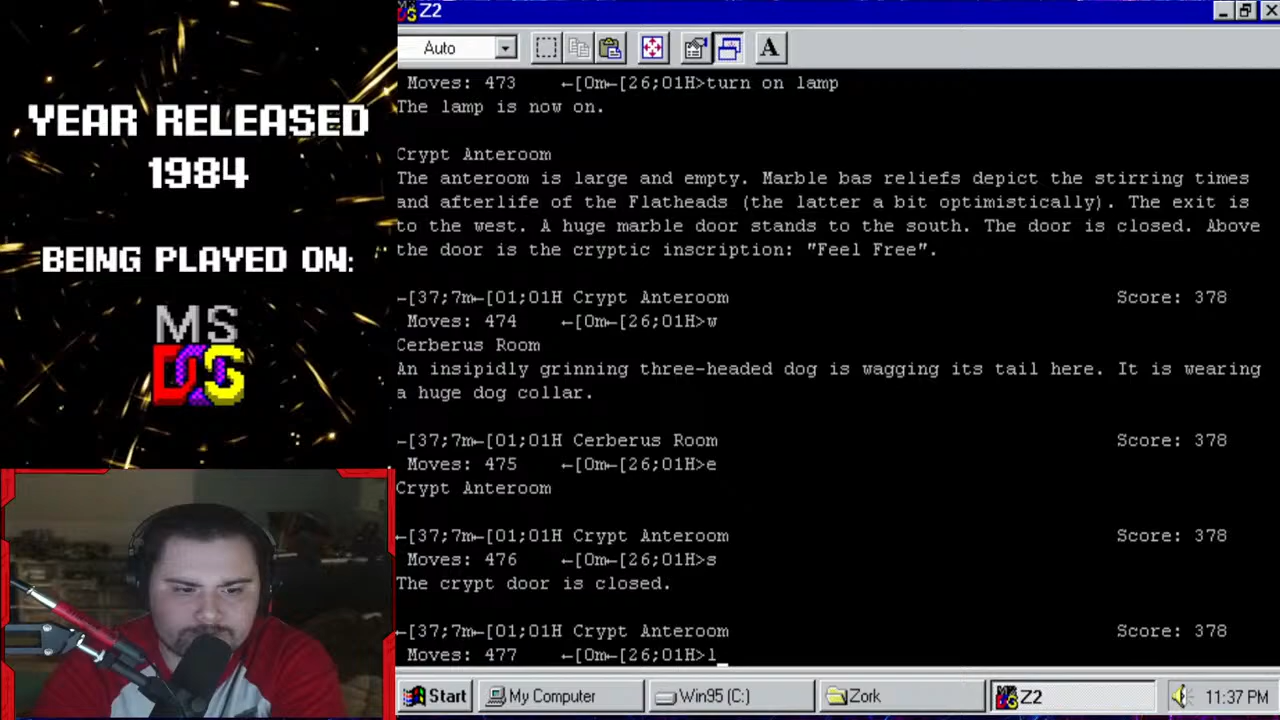 YEAR RELEASED
1984
BEING PLAYED ON:
MS
DOS
Z2
Auto
A
Moves: 473 ←[0m←[26;01H>turn on lamp
The lamp is now on.
Crypt Anteroom
The anteroom is large and empty. Marble bas reliefs depict the stirring times
and afterlife of the Flatheads (the latter a bit optimistically). The exit is
to the west. A huge marble door stands to the south. The door is closed. Above
the door is the cryptic inscription: "Feel Free".
←[37;7m←[01;01H Crypt Anteroom Score: 378
Moves: 474 ←[0m←[26;01H>w
Cerberus Room
An insipidly grinning three-headed dog is wagging its tail here. It is wearing
a huge dog collar.
←[37;7m←[01;01H Cerberus Room Score: 378
Moves: 475 ←[0m←[26;01H>e
Crypt Anteroom
←[37;7m←[01;01H Crypt Anteroom Score: 378
Moves: 476 ←[0m←[26;01H>s
The crypt door is closed.
←[37;7m←[01;01H Crypt Anteroom Score: 378
Moves: 477 ←[0m←[26;01H>l_
Start My Computer Win95 (C:) Zork Z2 11:37 PM